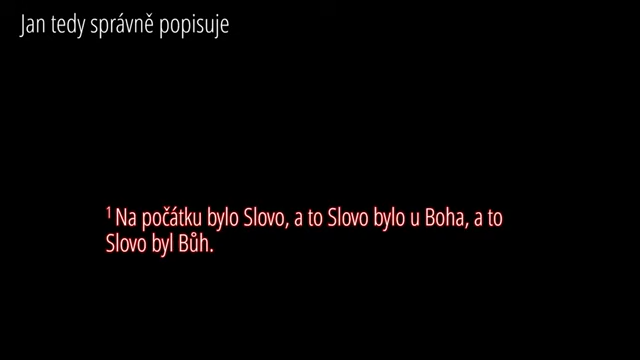 Jan tedy správně popisuje
¹ Na počátku bylo Slovo, a to Slovo bylo u Boha, a to
Slovo byl Bůh.